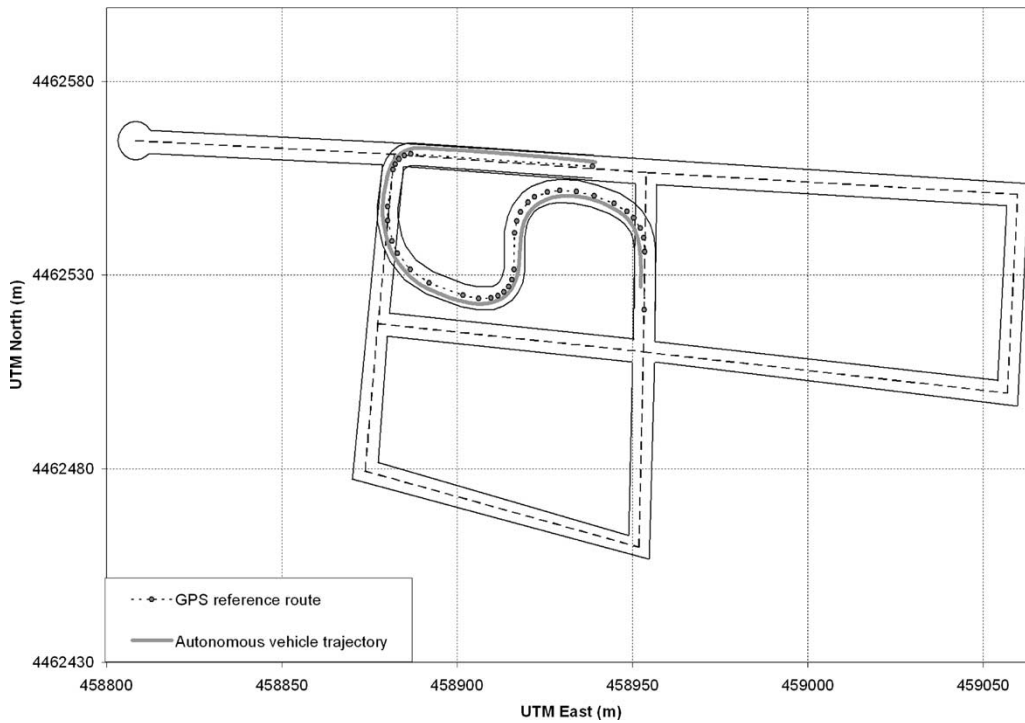 UTM North (m)
4462580
4462530
4462480
4462430
GPS reference route
Autonomous vehicle trajectory
458800 458850 458900 458950 459000 459050
UTM East (m)